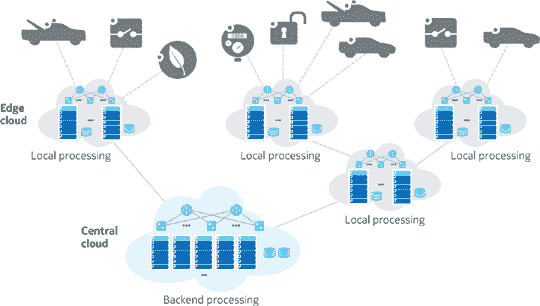 Edge
cloud
Local processing
Local processing
Local processing
Local processing
Central
cloud
Backend processing